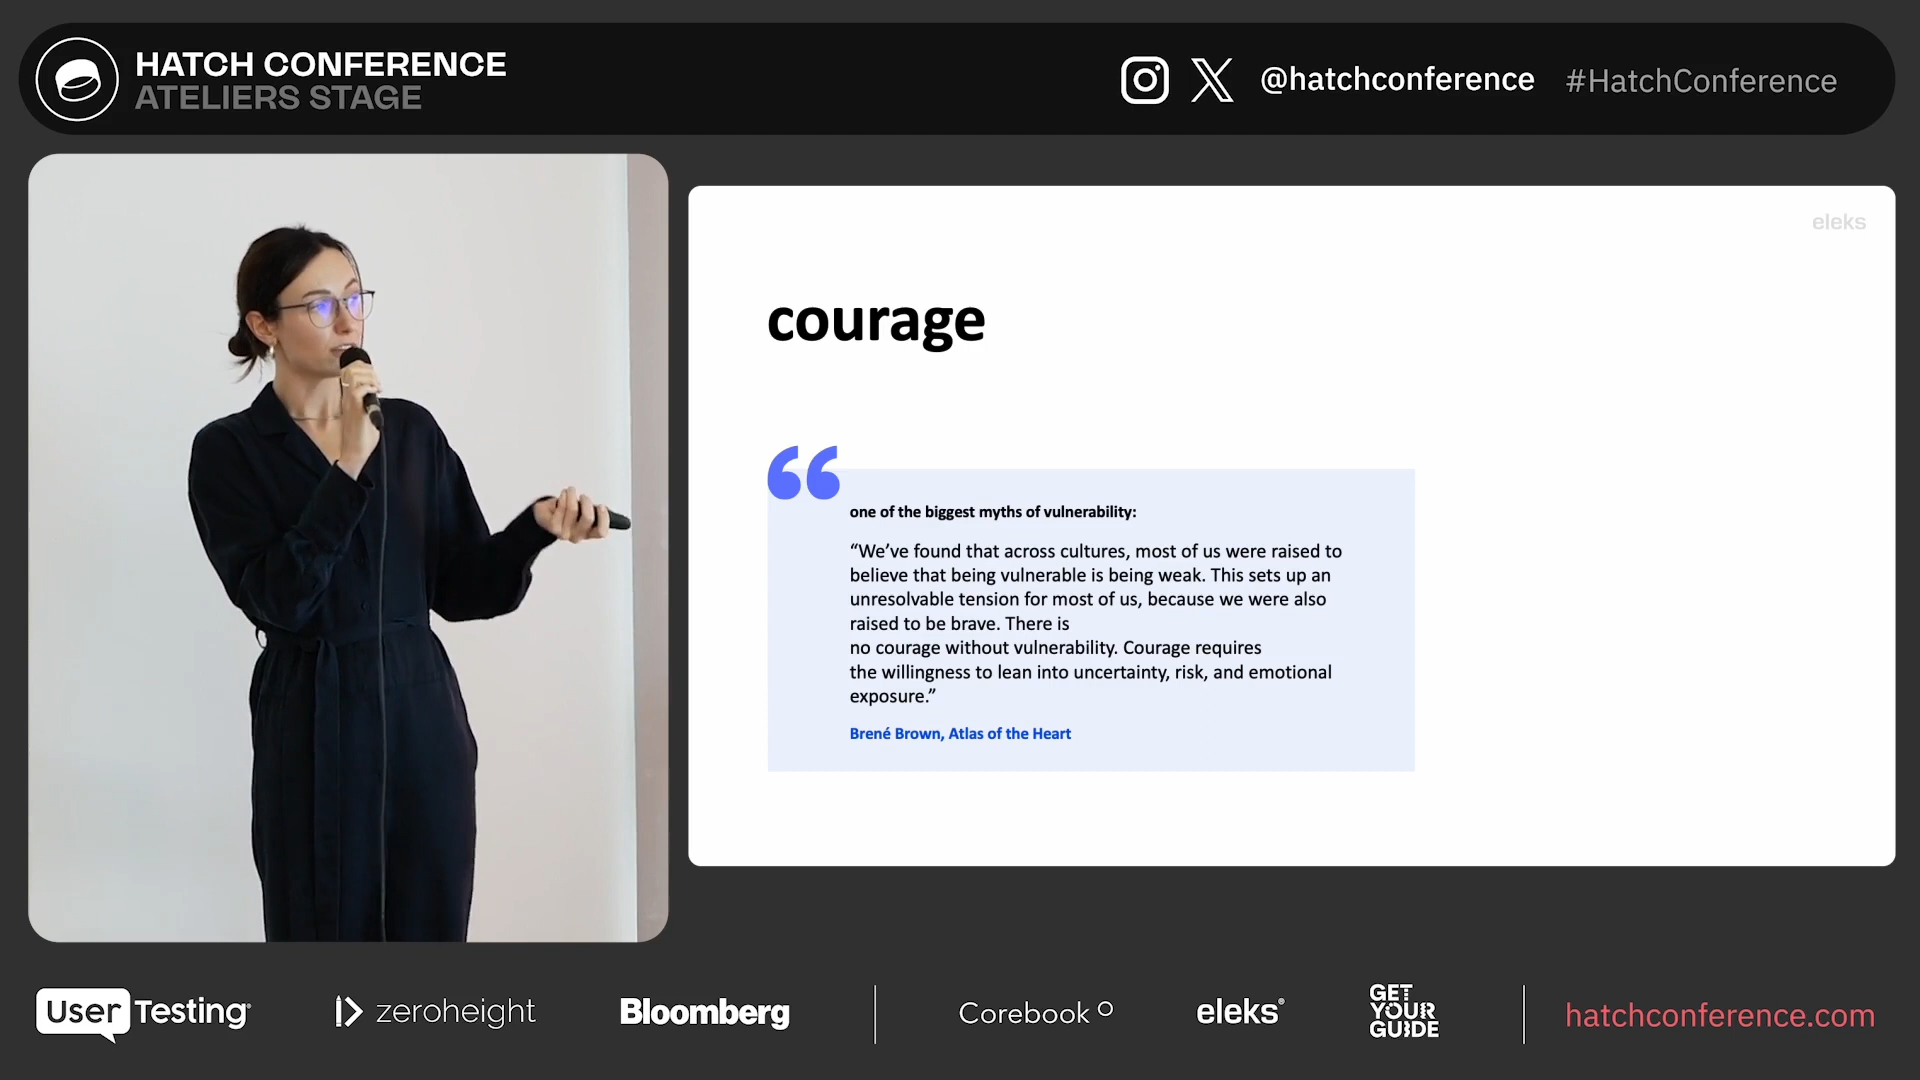 HATCH CONFERENCE
ATELIERS STAGE
@hatchconference #HatchConference
eleks
courage
“
one of the biggest myths of vulnerability:
“We’ve found that across cultures, most of us were raised to
believe that being vulnerable is being weak. This sets up an
unresolvable tension for most of us, because we were also
raised to be brave. There is
no courage without vulnerability. Courage requires
the willingness to lean into uncertainty, risk, and emotional
exposure.”
Brené Brown, Atlas of the Heart
UserTesting® zeroheight Bloomberg Corebook° eleks®
GET
YOUR
GUIDE
hatchconference.com